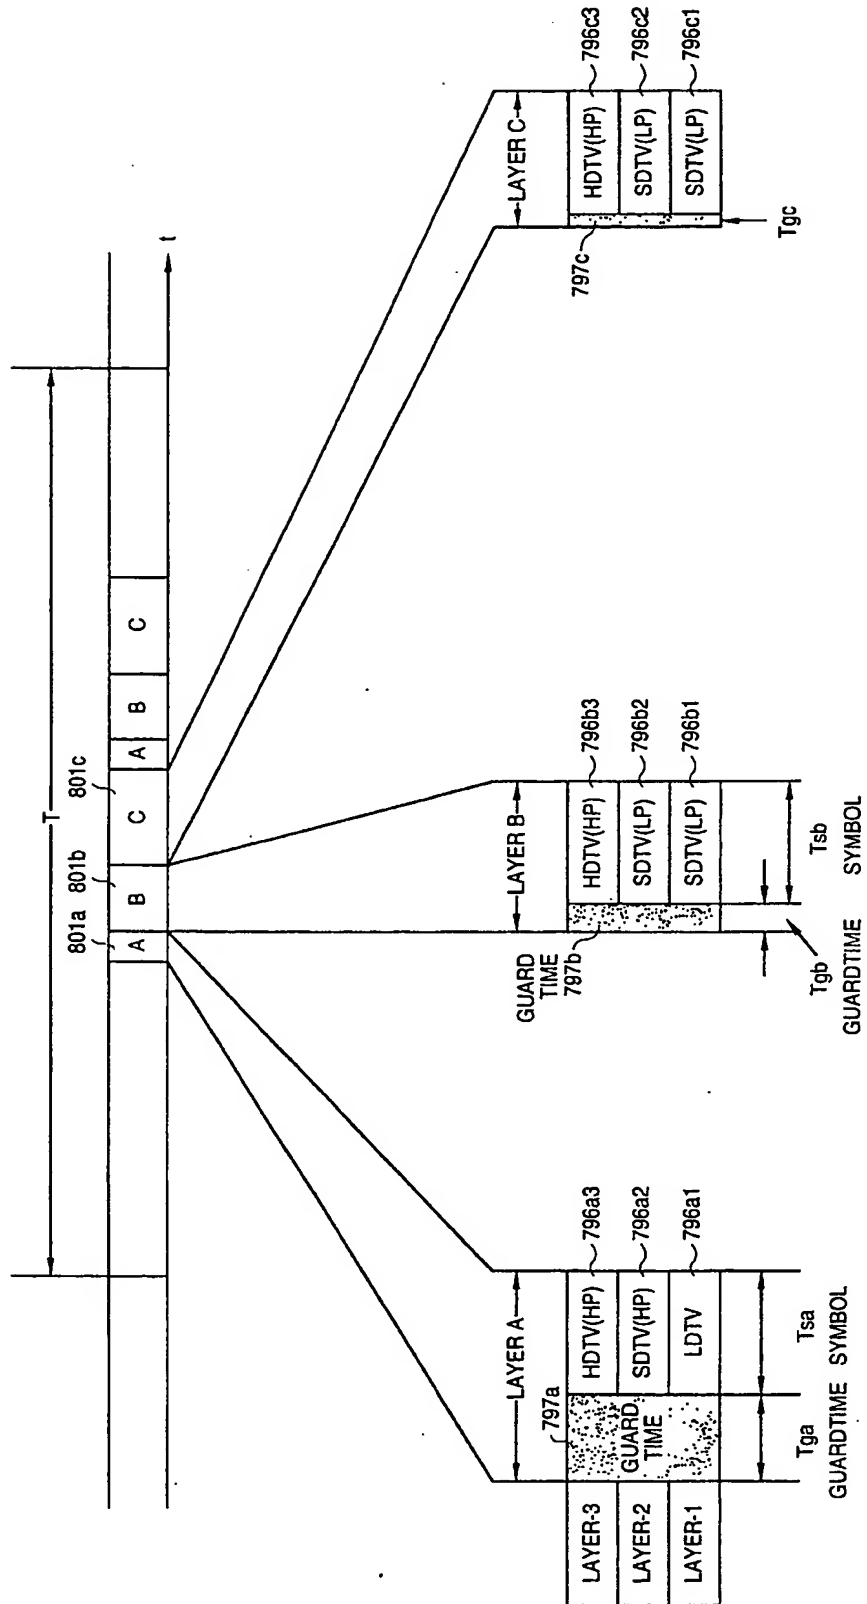 T
801a
801b
801c
A
B
C
A
B
C
t
LAYER A
797a
LAYER-3
LAYER-2
LAYER-1
GUARD
TIME
HDTV(HP)
796a3
SDTV(HP)
796a2
LDTV
796a1
Tga
Tsa
GUARDTIME
SYMBOL
LAYER B
GUARD
TIME
797b
HDTV(HP)
796b3
SDTV(LP)
796b2
SDTV(LP)
796b1
Tgb
Tsb
GUARDTIME
SYMBOL
LAYER C
797c
HDTV(HP)
796c3
SDTV(LP)
796c2
SDTV(LP)
796c1
Tgc